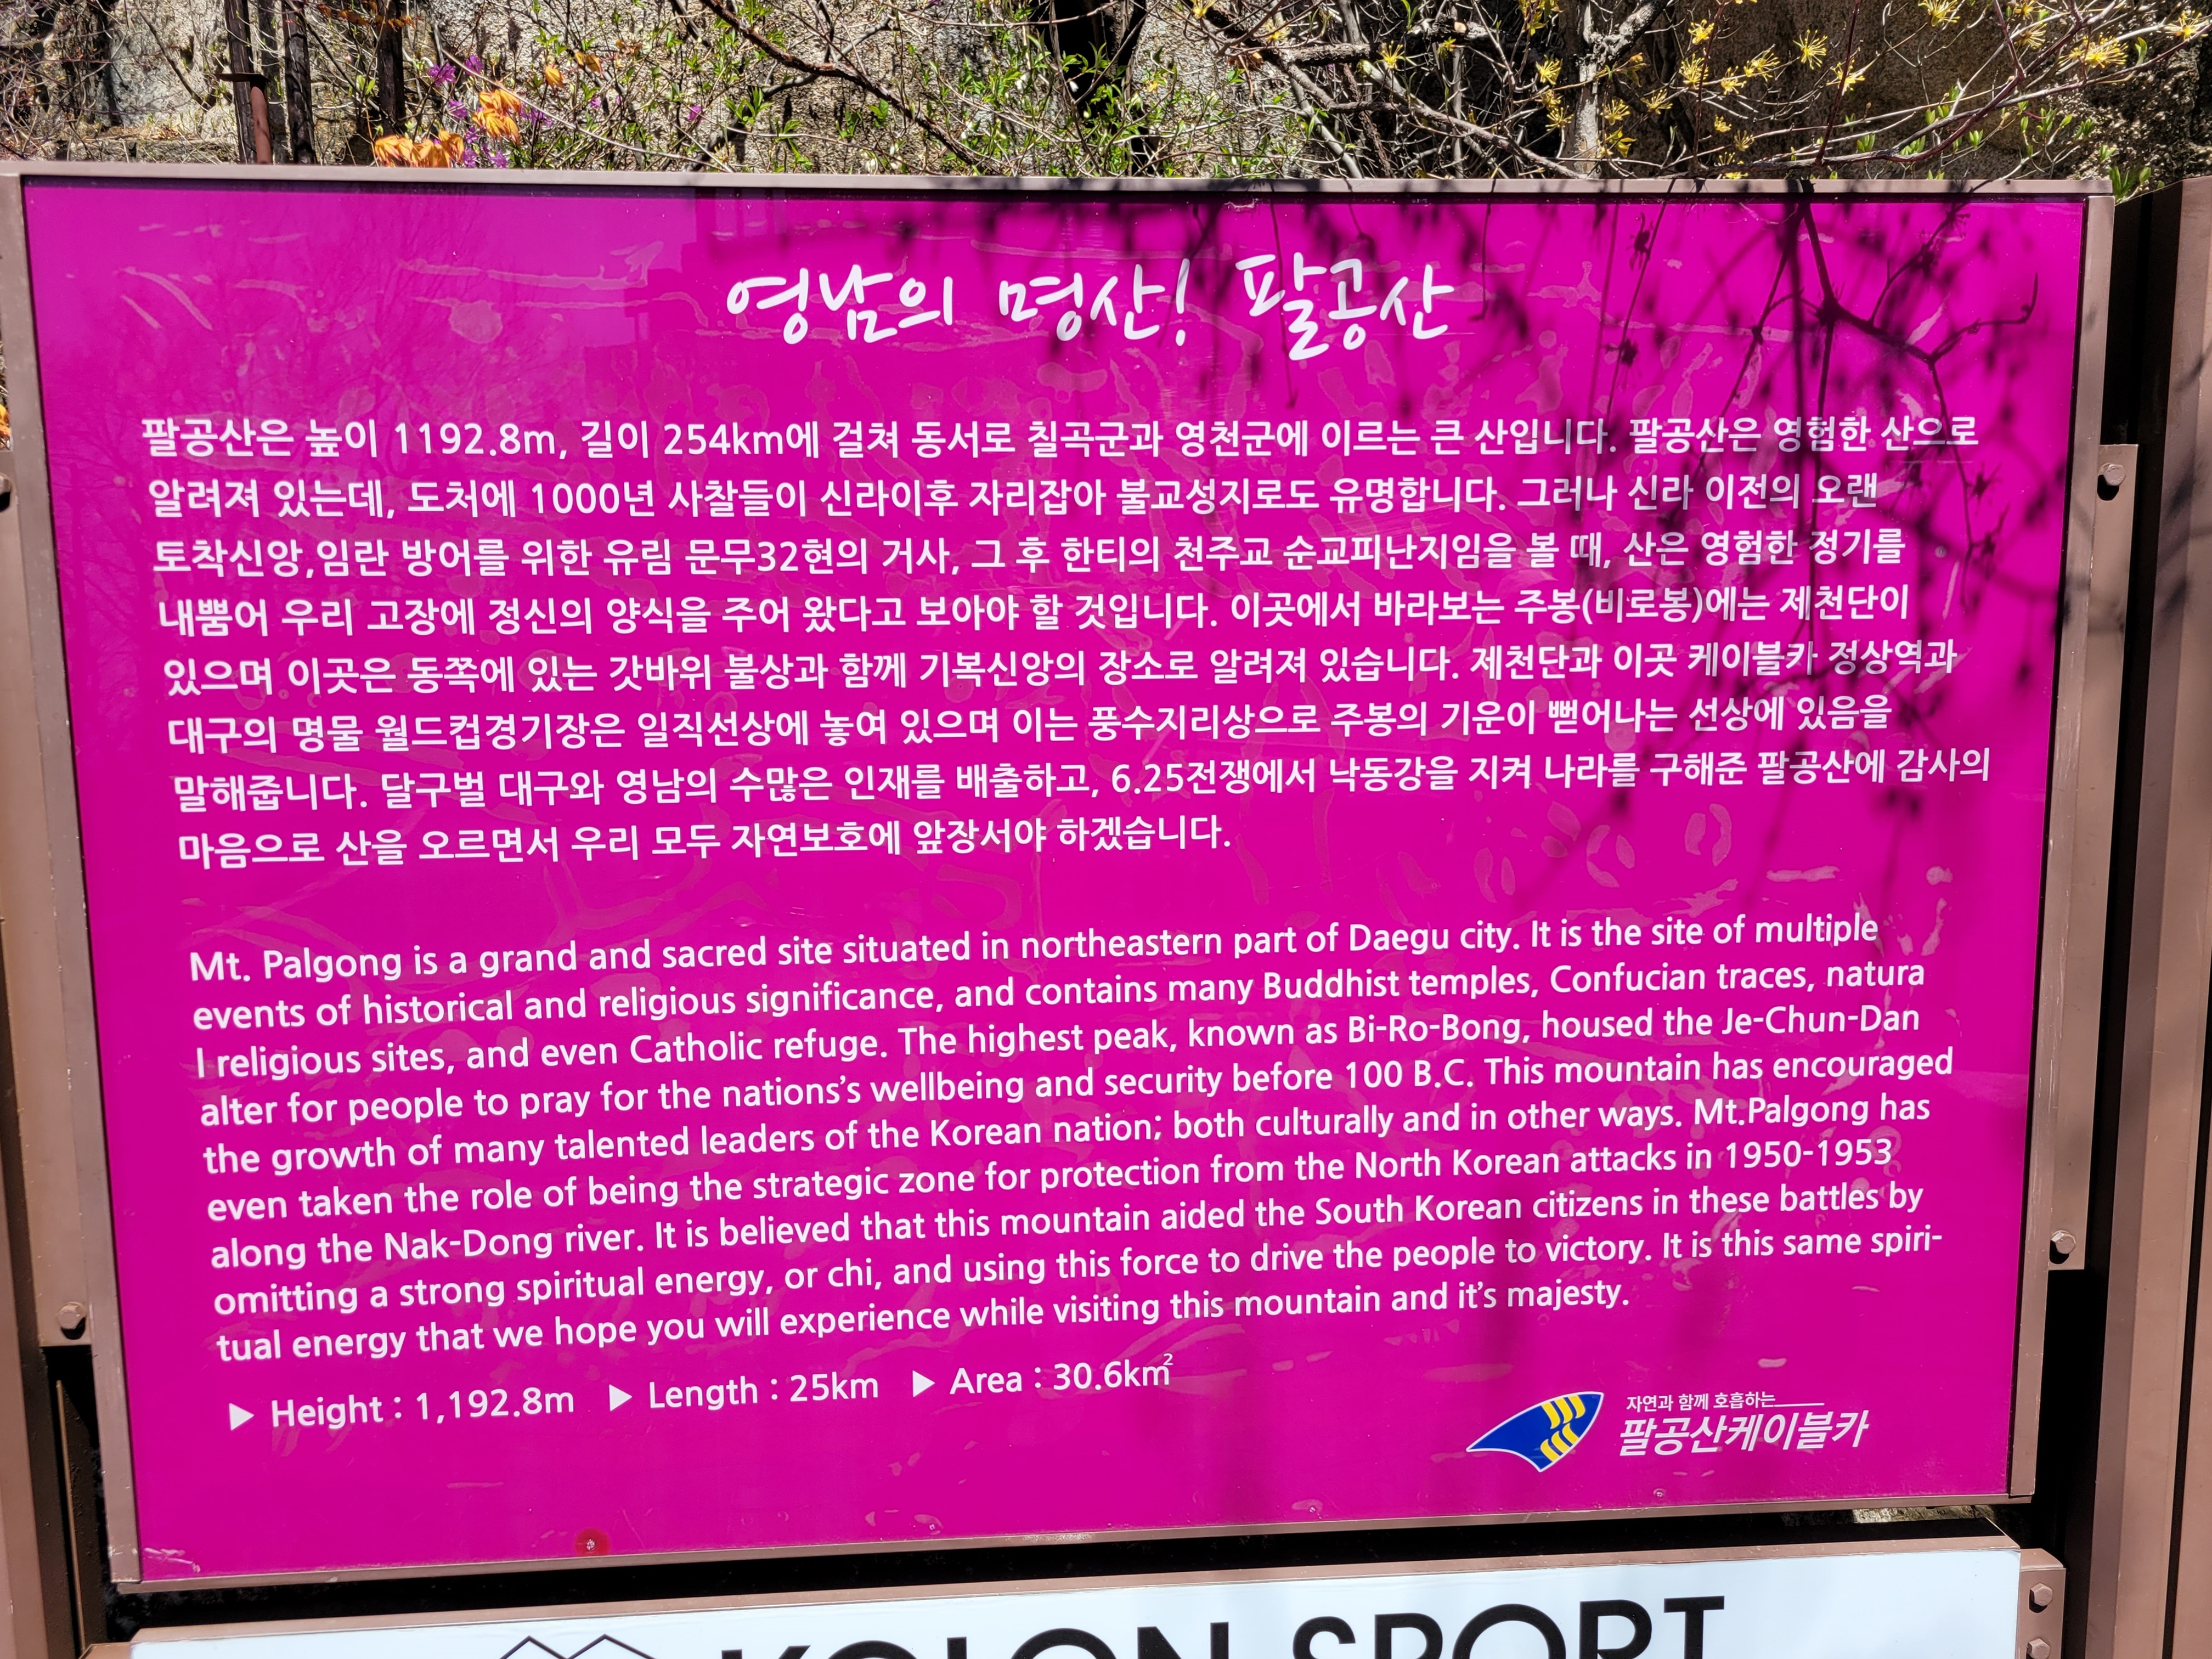 영남의 명산! 팔공산
팔공산은 높이 1192.8m, 길이 254km에 걸쳐 동서로 칠곡군과 영천군에 이르는 큰 산입니다. 팔공산은 영험한 산으로
알려져 있는데, 도처에 1000년 사찰들이 신라이후 자리잡아 불교성지로도 유명합니다. 그러나 신라 이전의 오랜
토착신앙,임란 방어를 위한 유림 문무32현의 거사, 그 후 한티의 천주교 순교피난지임을 볼 때, 산은 영험한 정기를
내뿜어 우리 고장에 정신의 양식을 주어 왔다고 보아야 할 것입니다. 이곳에서 바라보는 주봉(비로봉)에는 제천단이
있으며 이곳은 동쪽에 있는 갓바위 불상과 함께 기복신앙의 장소로 알려져 있습니다. 제천단과 이곳 케이블카 정상역과
대구의 명물 월드컵경기장은 일직선상에 놓여 있으며 이는 풍수지리상으로 주봉의 기운이 뻗어나는 선상에 있음을
말해줍니다. 달구벌 대구와 영남의 수많은 인재를 배출하고, 6.25전쟁에서 낙동강을 지켜 나라를 구해준 팔공산에 감사의
마음으로 산을 오르면서 우리 모두 자연보호에 앞장서야 하겠습니다.
Mt. Palgong is a grand and sacred site situated in northeastern part of Daegu city. It is the site of multiple
events of historical and religious significance, and contains many Buddhist temples, Confucian traces, natura
l religious sites, and even Catholic refuge. The highest peak, known as Bi-Ro-Bong, housed the Je-Chun-Dan
alter for people to pray for the nations's wellbeing and security before 100 B.C. This mountain has encouraged
the growth of many talented leaders of the Korean nation; both culturally and in other ways. Mt.Palgong has
even taken the role of being the strategic zone for protection from the North Korean attacks in 1950-1953
along the Nak-Dong river. It is believed that this mountain aided the South Korean citizens in these battles by
omitting a strong spiritual energy, or chi, and using this force to drive the people to victory. It is this same spiri-
tual energy that we hope you will experience while visiting this mountain and it's majesty.
▶ Height : 1,192.8m ▶ Length : 25km ▶ Area : 30.6km²
자연과 함께 호흡하는
팔공산케이블카
KOLON SPORT